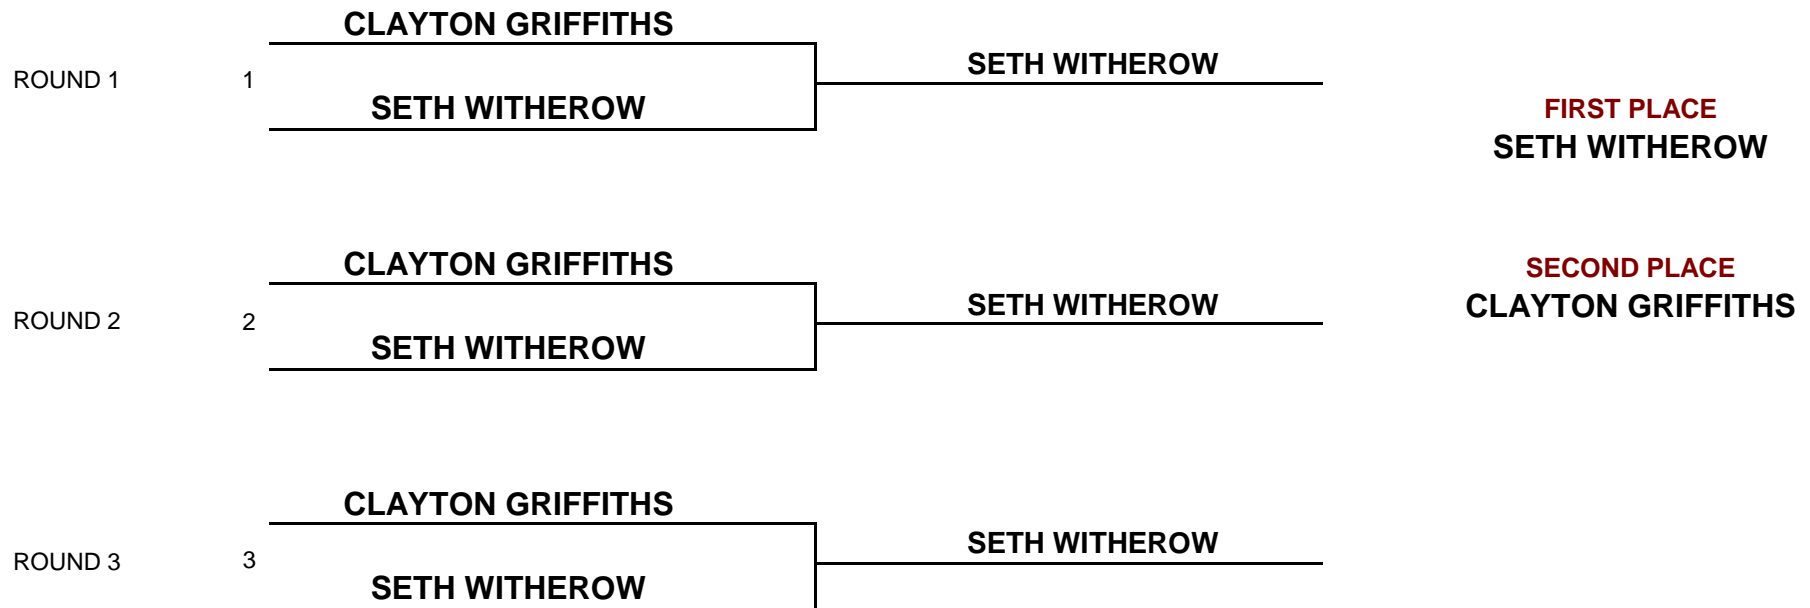 CLAYTON GRIFFITHS
ROUND 1
1
SETH WITHEROW
SETH WITHEROW
FIRST PLACE
SETH WITHEROW
CLAYTON GRIFFITHS
ROUND 2
2
SETH WITHEROW
SETH WITHEROW
SECOND PLACE
CLAYTON GRIFFITHS
CLAYTON GRIFFITHS
ROUND 3
3
SETH WITHEROW
SETH WITHEROW